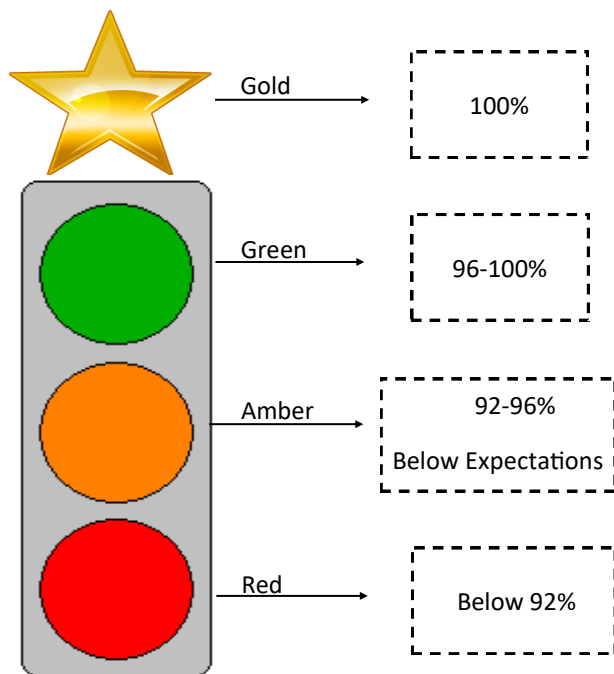 Gold
100%
Green
96-100%
Amber
92-96%
Below Expectations
Red
Below 92%